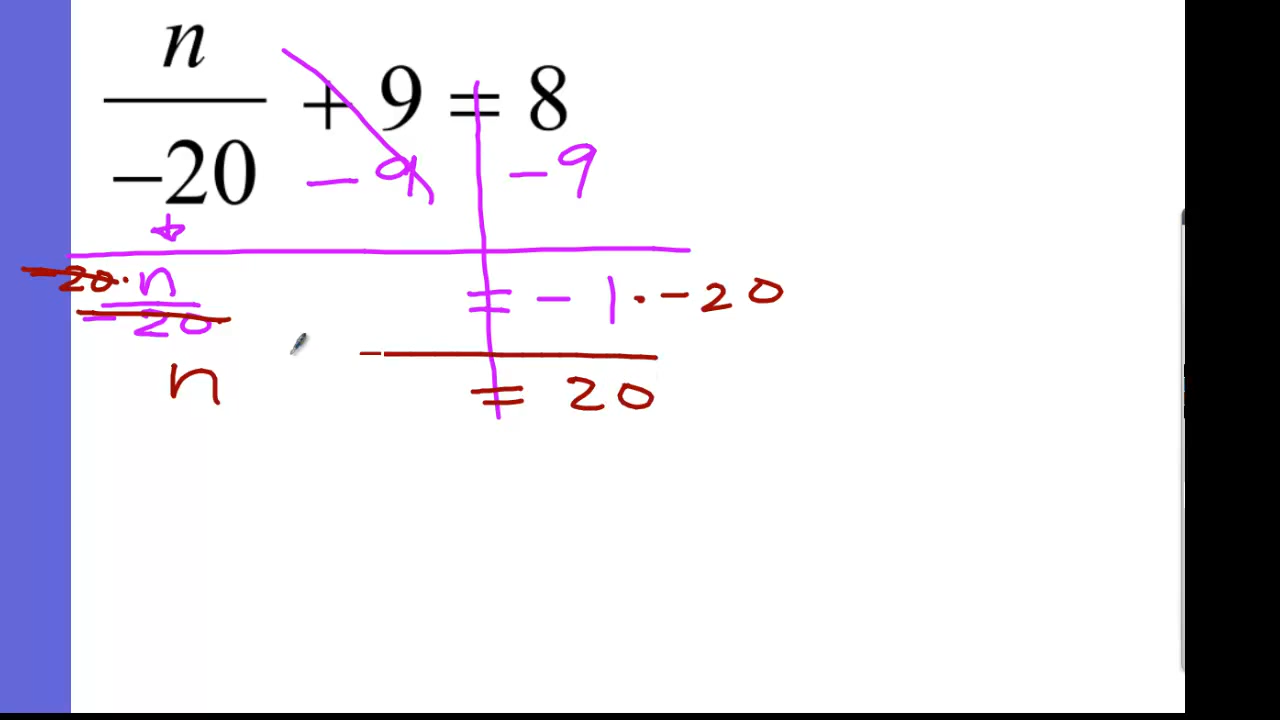 n
+ 9 = 8
-20
- 9 - 9
-20 · n = - 1 · -20
-20
n = 20